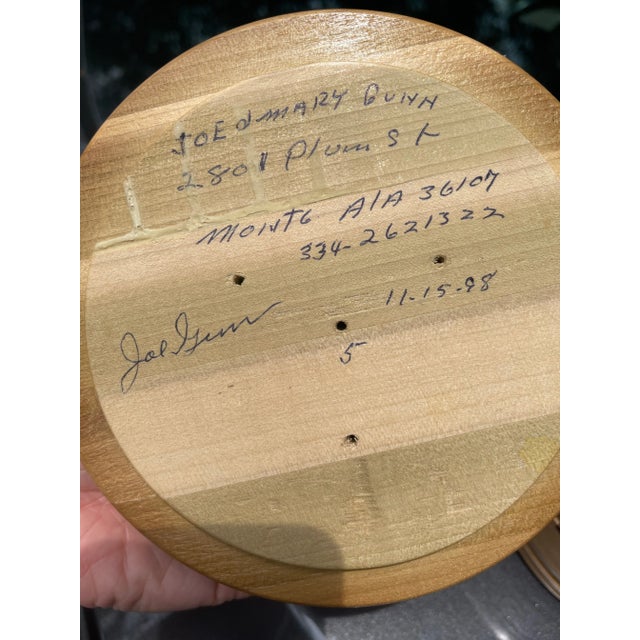 JOE & MARY GUNN
2801 Plum St
MONTG AlA 36107
334-2621322
11-15-98
Joe Gunn
5